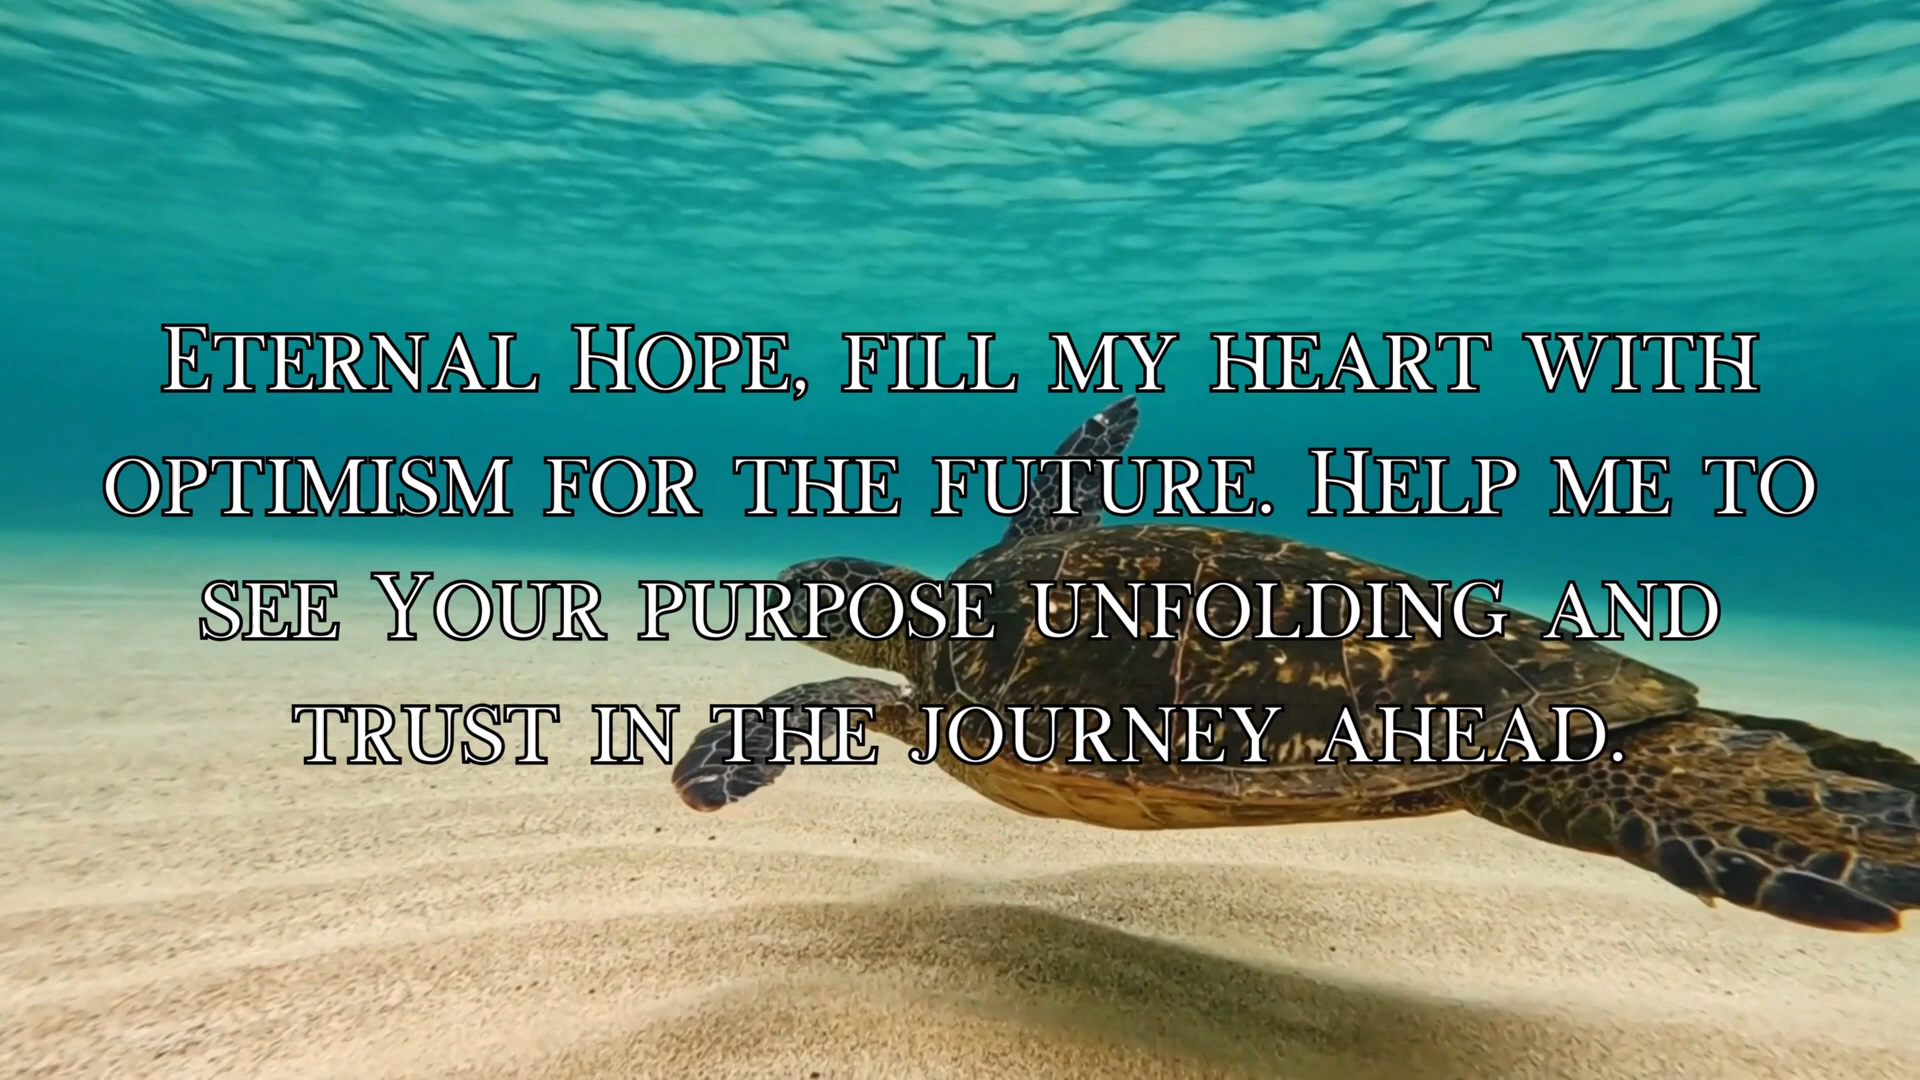 Eternal Hope, fill my heart with
optimism for the future. Help me to
see Your purpose unfolding and
trust in the journey ahead.